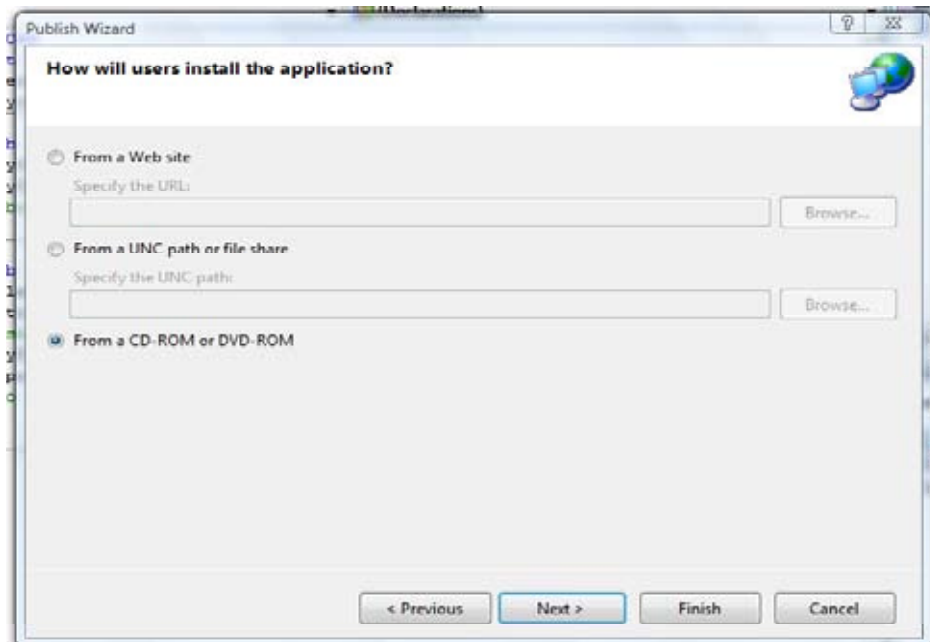 (Declarations)
Publish Wizard
How will users install the application?
From a Web site
Specify the URL:
Browse...
From a UNC path or file share
Specify the UNC path:
Browse...
From a CD-ROM or DVD-ROM
< Previous
Next >
Finish
Cancel